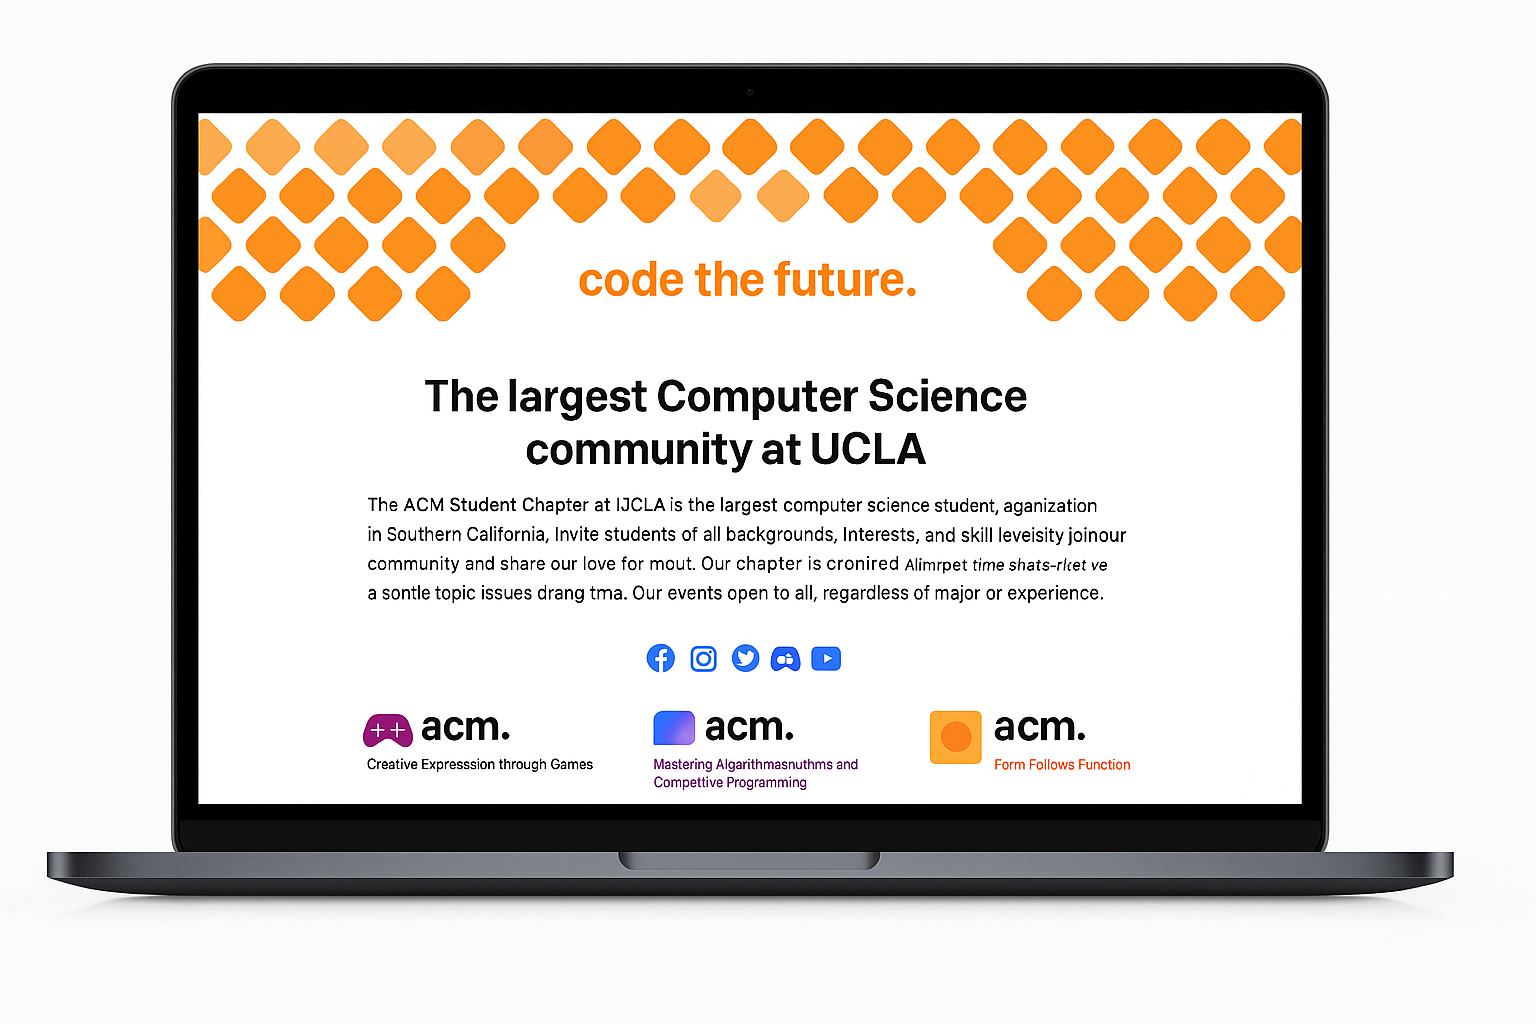 code the future.
The largest Computer Science
community at UCLA
The ACM Student Chapter at IJCLA is the largest computer science student, aganization
in Southern California, Invite students of all backgrounds, Interests, and skill leveisity joinour
community and share our love for mout. Our chapter is cronired Alimrpet time shats-rket ve
a sontle topic issues drang tma. Our events open to all, regardless of major or experience.
acm.
Creative Expresssion through Games
acm.
Mastering Algarithmasnuthms and
Compettive Programming
acm.
Form Follows Function